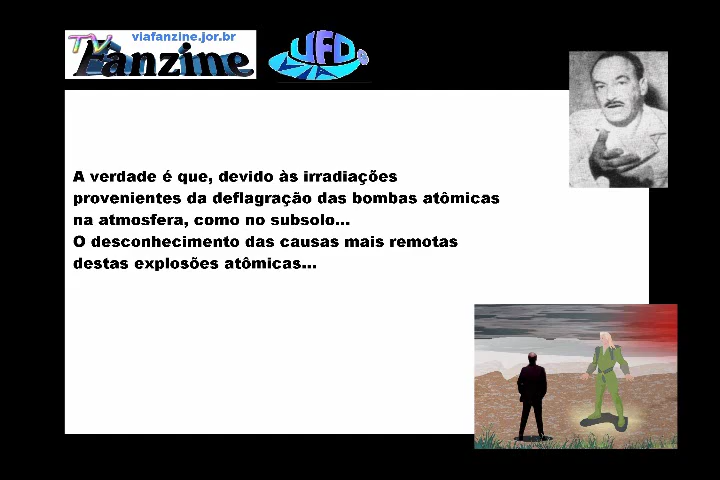 viafanzine.jor.br
TV
Fanzine
UFO
A verdade é que, devido às irradiações
provenientes da deflagração das bombas atômicas
na atmosfera, como no subsolo...
O desconhecimento das causas mais remotas
destas explosões atômicas...